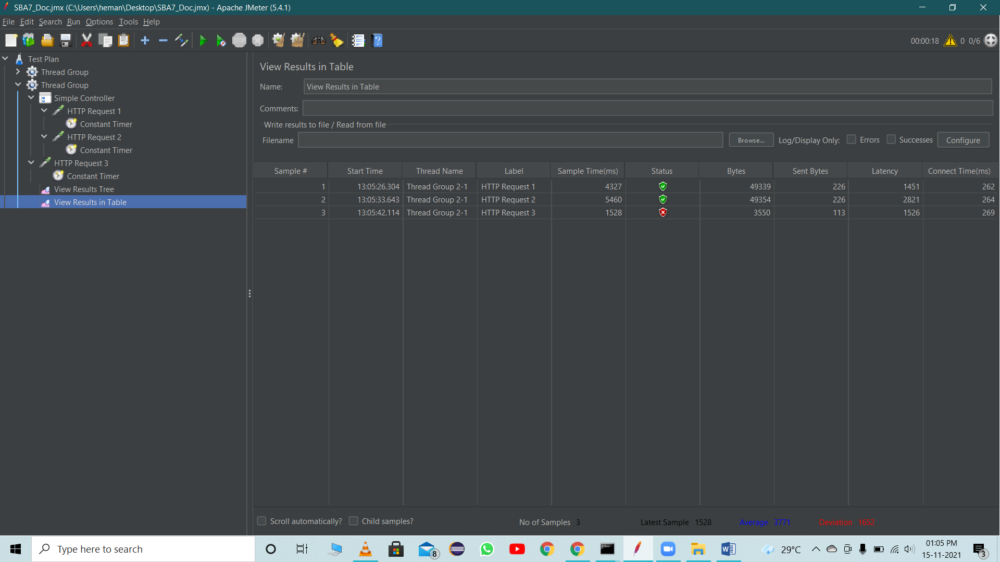 SBA7_Doc.jmx (C:\Users\heman\Desktop\SBA7_Doc.jmx) - Apache JMeter (5.4.1)
File Edit Search Run Options Tools Help
STOP
00:00:18 0 0/6
Test Plan
Thread Group
Thread Group
Simple Controller
HTTP Request 1
Constant Timer
HTTP Request 2
Constant Timer
HTTP Request 3
Constant Timer
View Results Tree
View Results in Table
View Results in Table
Name: View Results in Table
Comments:
Write results to file / Read from file
Filename Browse... Log/Display Only: Errors Successes Configure
Sample # Start Time Thread Name Label Sample Time(ms) Status Bytes Sent Bytes Latency Connect Time(ms)
1 13:05:26.304 Thread Group 2-1 HTTP Request 1 4327 49339 226 1451 262
2 13:05:33.643 Thread Group 2-1 HTTP Request 2 5460 49354 226 2821 264
3 13:05:42.114 Thread Group 2-1 HTTP Request 3 1528 3550 113 1526 269
Scroll automatically? Child samples? No of Samples 3 Latest Sample 1528 Average 3771 Deviation 1652
Type here to search
8
W
29°C
01:05 PM
15-11-2021
3